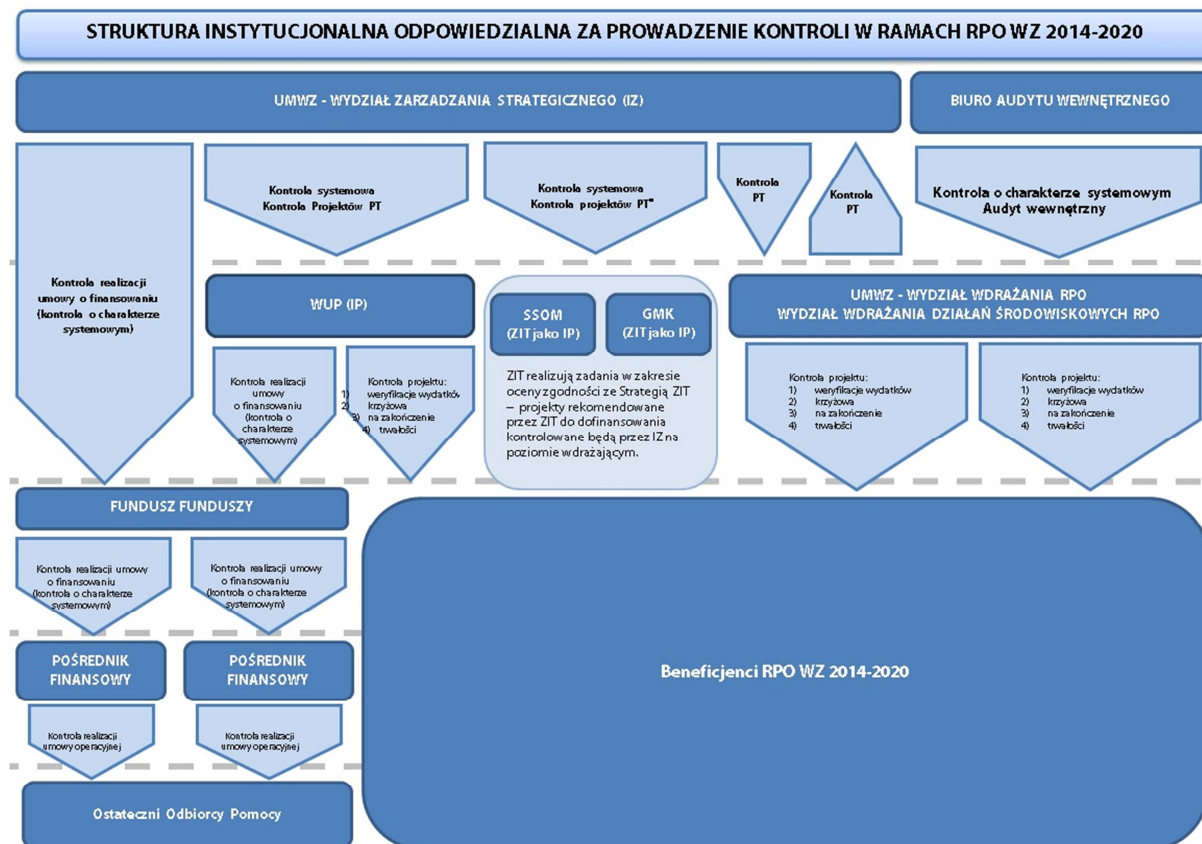 STRUKTURA INSTYTUCJONALNA ODPOWIEDZIALNA ZA PROWADZENIE KONTROLI W RAMACH RPO WZ 2014-2020
UMWZ - WYDZIAŁ ZARZADZANIA STRATEGICZNEGO (IZ)
BIURO AUDYTU WEWNĘTRZNEGO
Kontrola realizacji
umowy o finansowaniu
(kontrola o charakterze
systemowym)
Kontrola systemowa
Kontrola Projektów PT
Kontrola systemowa
Kontrola projektów PT*
Kontrola
PT
Kontrola
PT
Kontrola o charakterze systemowym
Audyt wewnętrzny
WUP (IP)
SSOM
(ZIT jako IP)
GMK
(ZIT jako IP)
ZIT realizują zadania w zakresie
oceny zgodności ze Strategią ZIT
– projekty rekomendowane
przez ZIT do dofinansowania
kontrolowane będą przez IZ na
poziomie wdrażającym.
UMWZ - WYDZIAŁ WDRAŻANIA RPO
WYDZIAŁ WDRAŻANIA DZIAŁAŃ ŚRODOWISKOWYCH RPO
Kontrola realizacji
umowy
o finansowaniu
(kontrola o
charakterze
systemowym)
Kontrola projektu:
1) weryfikacje wydatków
2) krzyżowa
3) na zakończenie
4) trwałości
Kontrola projektu:
1) weryfikacje wydatków
2) krzyżowa
3) na zakończenie
4) trwałości
Kontrola projektu:
1) weryfikacje wydatków
2) krzyżowa
3) na zakończenie
4) trwałości
FUNDUSZ FUNDUSZY
Kontrola realizacji umowy
o finansowaniu
(kontrola o charakterze
systemowym)
Kontrola realizacji umowy
o finansowaniu
(kontrola o charakterze
systemowym)
POŚREDNIK
FINANSOWY
POŚREDNIK
FINANSOWY
Beneficjenci RPO WZ 2014-2020
Kontrola realizacji
umowy operacyjnej
Kontrola realizacji
umowy operacyjnej
Ostateczni Odbiorcy Pomocy